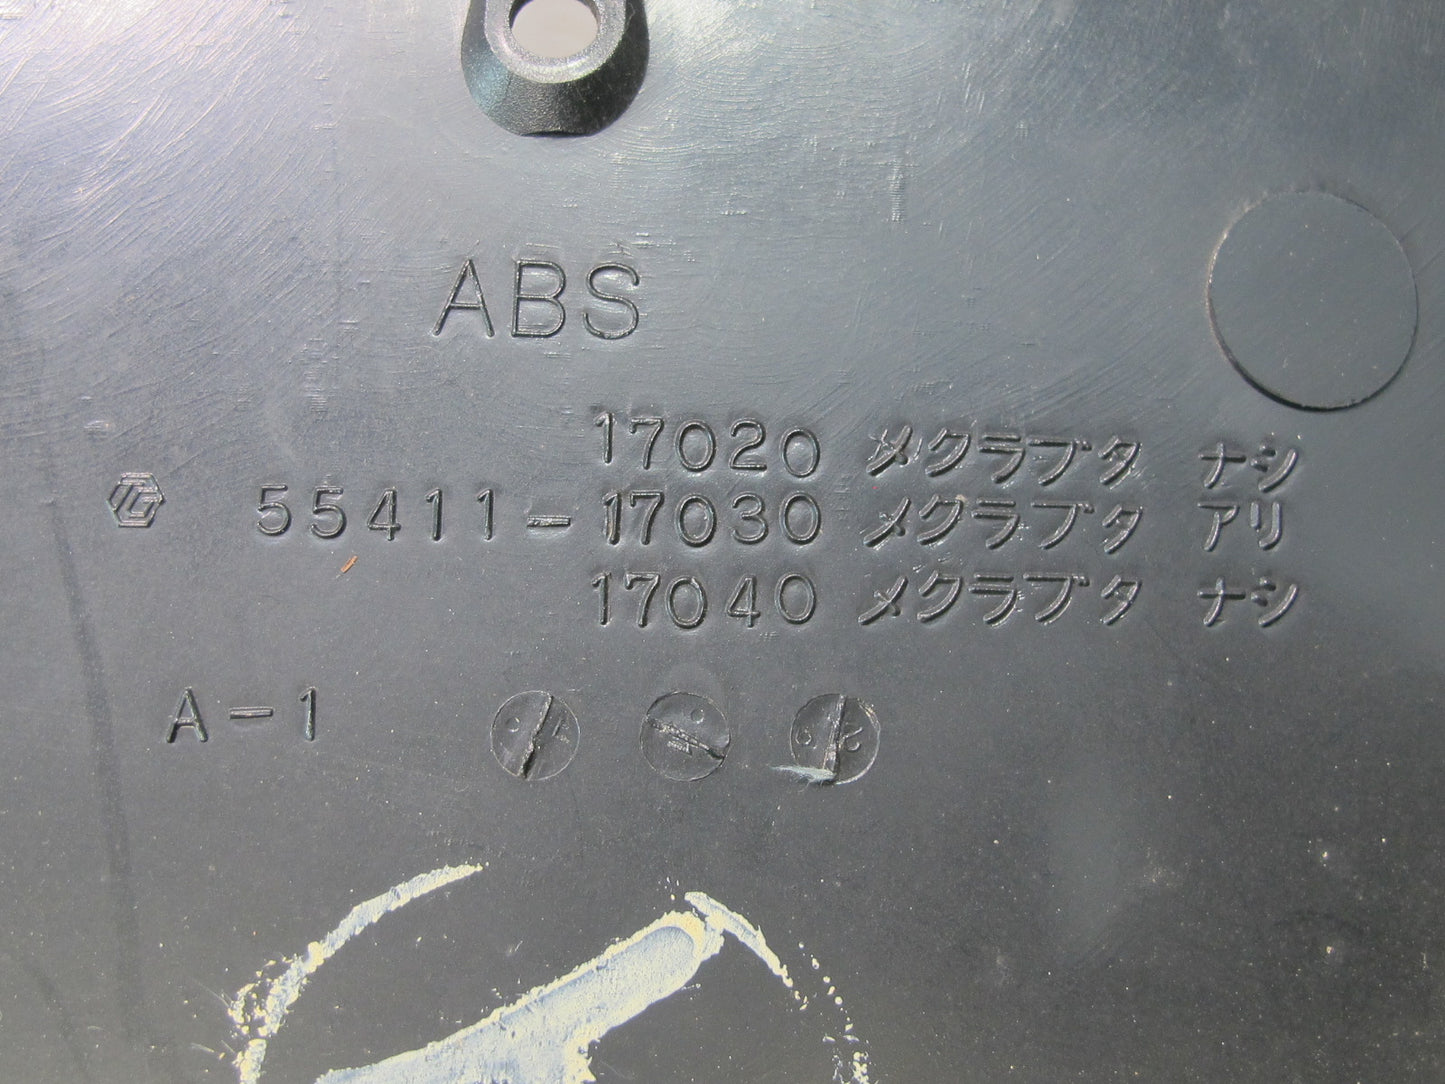 ABS
17020 メクラブタ ナシ
55411-17030 メクラブタ アリ
17040 メクラブタ ナシ
A-1